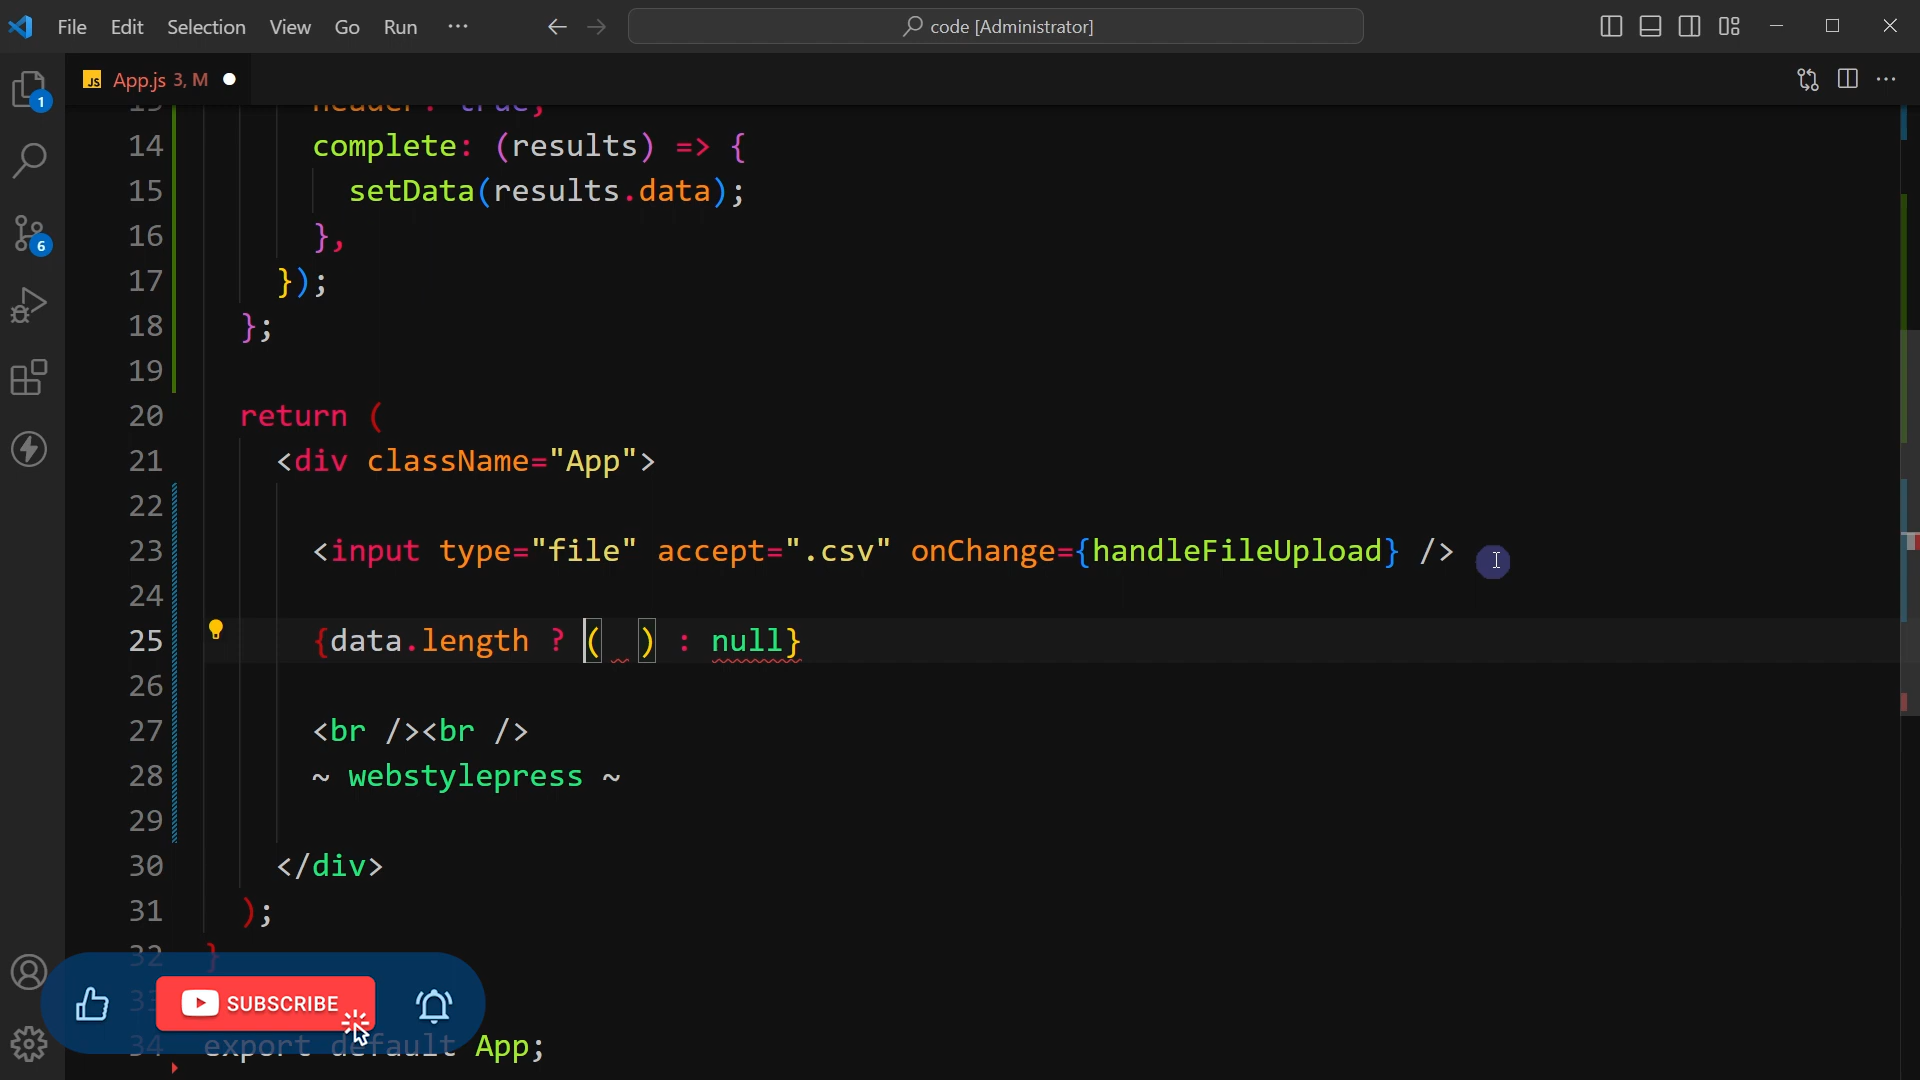 File Edit Selection View Go Run ··· code [Administrator]
1
JS App.js 3, M
14 complete: (results) => {
15 setData(results.data);
16 },
17 });
6
18 };
19
20 return (
21 <div className="App">
22
23 <input type="file" accept=".csv" onChange={handleFileUpload} />
24
25 {data.length ? ( ) : null}
26
27 <br /><br />
28 ~ webstylepress ~
29
30 </div>
31 );
32 }
SUBSCRIBE
34 export default App;